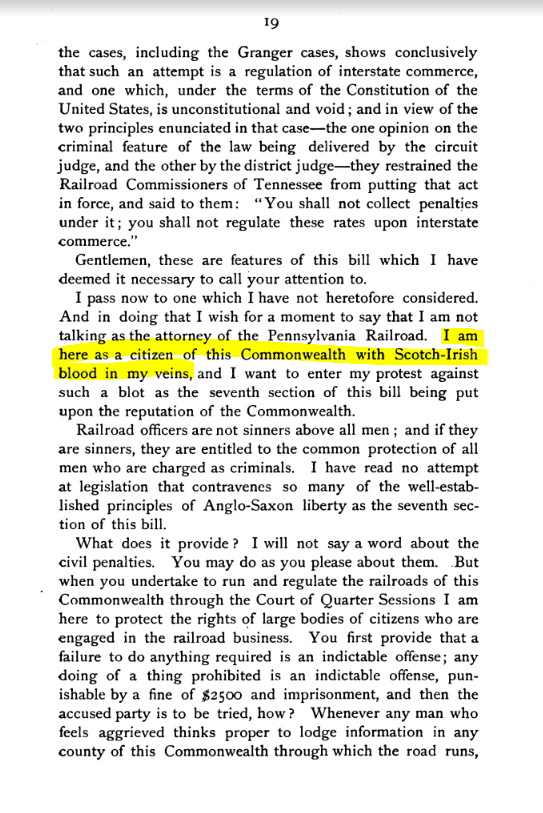 19
the cases, including the Granger cases, shows conclusively
that such an attempt is a regulation of interstate commerce,
and one which, under the terms of the Constitution of the
United States, is unconstitutional and void ; and in view of the
two principles enunciated in that case—the one opinion on the
criminal feature of the law being delivered by the circuit
judge, and the other by the district judge—they restrained the
Railroad Commissioners of Tennessee from putting that act
in force, and said to them: “You shall not collect penalties
under it; you shall not regulate these rates upon interstate
commerce.”
Gentlemen, these are features of this bill which I have
deemed it necessary to call your attention to.
I pass now to one which I have not heretofore considered.
And in doing that I wish for a moment to say that I am not
talking as the attorney of the Pennsylvania Railroad. I am
here as a citizen of this Commonwealth with Scotch-Irish
blood in my veins, and I want to enter my protest against
such a blot as the seventh section of this bill being put
upon the reputation of the Commonwealth.
Railroad officers are not sinners above all men ; and if they
are sinners, they are entitled to the common protection of all
men who are charged as criminals. I have read no attempt
at legislation that contravenes so many of the well-estab-
lished principles of Anglo-Saxon liberty as the seventh sec-
tion of this bill.
What does it provide ? I will not say a word about the
civil penalties. You may do as you please about them. But
when you undertake to run and regulate the railroads of this
Commonwealth through the Court of Quarter Sessions I am
here to protect the rights of large bodies of citizens who are
engaged in the railroad business. You first provide that a
failure to do anything required is an indictable offense; any
doing of a thing prohibited is an indictable offense, pun-
ishable by a fine of $2500 and imprisonment, and then the
accused party is to be tried, how ? Whenever any man who
feels aggrieved thinks proper to lodge information in any
county of this Commonwealth through which the road runs,